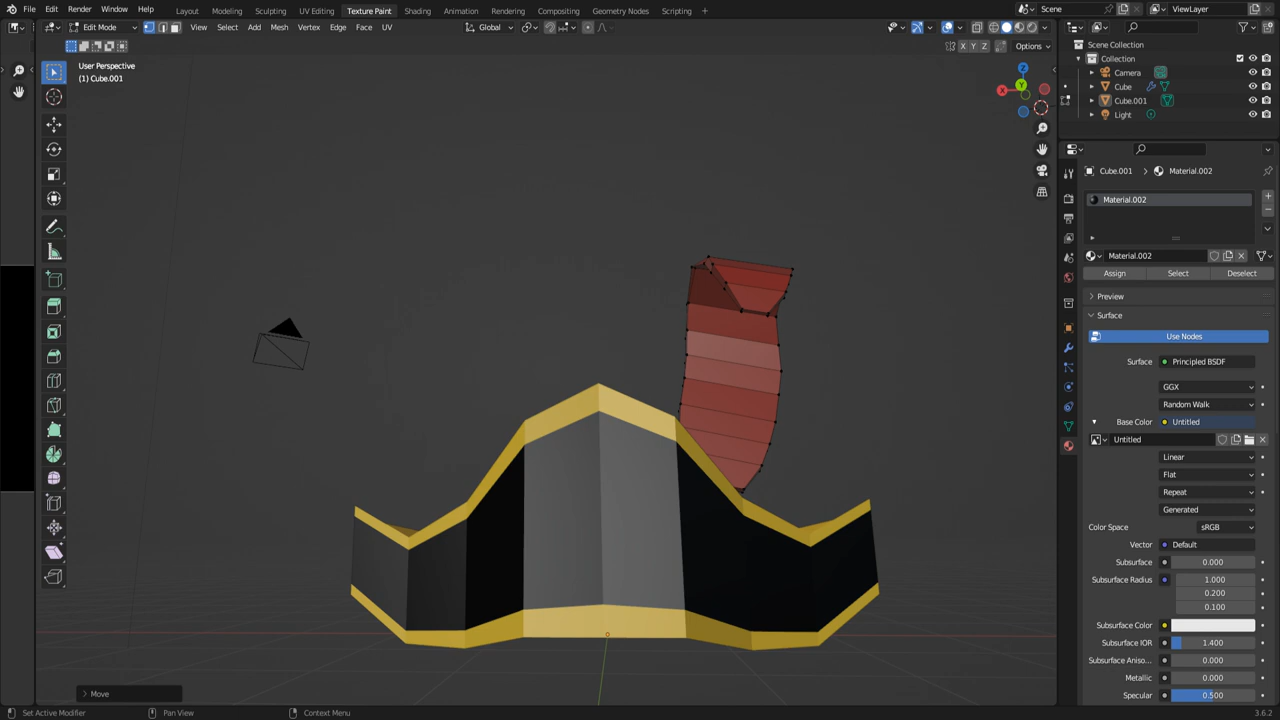 File Edit Render Window Help Layout Modeling Sculpting UV Editing Texture Paint Shading Animation Rendering Compositing Geometry Nodes Scripting + Scene ViewLayer
Edit Mode View Select Add Mesh Vertex Edge Face UV Global
X Y Z Options
User Perspective
(1) Cube.001
Z
Y
X
Scene Collection
Collection
Camera
Cube
Cube.001
Light
Cube.001 > Material.002
Material.002
Material.002
Assign Select Deselect
Preview
Surface
Use Nodes
Surface Principled BSDF
GGX
Random Walk
Base Color Untitled
Untitled
Linear
Flat
Repeat
Generated
Color Space sRGB
Vector Default
Subsurface 0.000
Subsurface Radius 1.000
0.200
0.100
Subsurface Color
Subsurface IOR 1.400
Subsurface Aniso... 0.000
Metallic 0.000
Specular 0.500
> Move
Set Active Modifier Pan View Context Menu 3.6.2